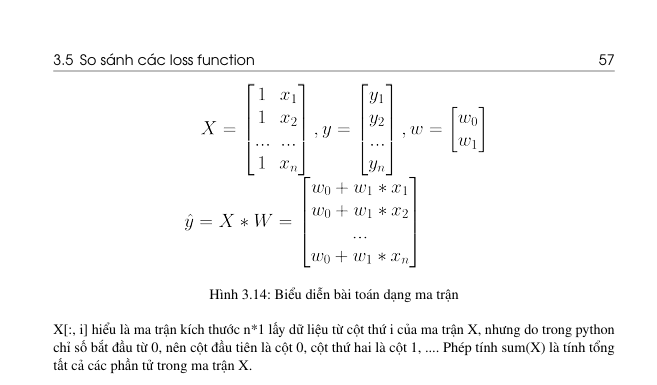 3.5 So sánh các loss function 57
X = [1 x₁ 1 x₂ ... ... 1 xₙ], y = [y₁ y₂ ... yₙ], w = [w₀ w₁]
ŷ = X * W = [w₀ + w₁ * x₁ w₀ + w₁ * x₂ ... w₀ + w₁ * xₙ]
Hình 3.14: Biểu diễn bài toán dạng ma trận
X[:, i] hiểu là ma trận kích thước n*1 lấy dữ liệu từ cột thứ i của ma trận X, nhưng do trong python
chỉ số bắt đầu từ 0, nên cột đầu tiên là cột 0, cột thứ hai là cột 1, .... Phép tính sum(X) là tính tổng
tất cả các phần tử trong ma trận X.